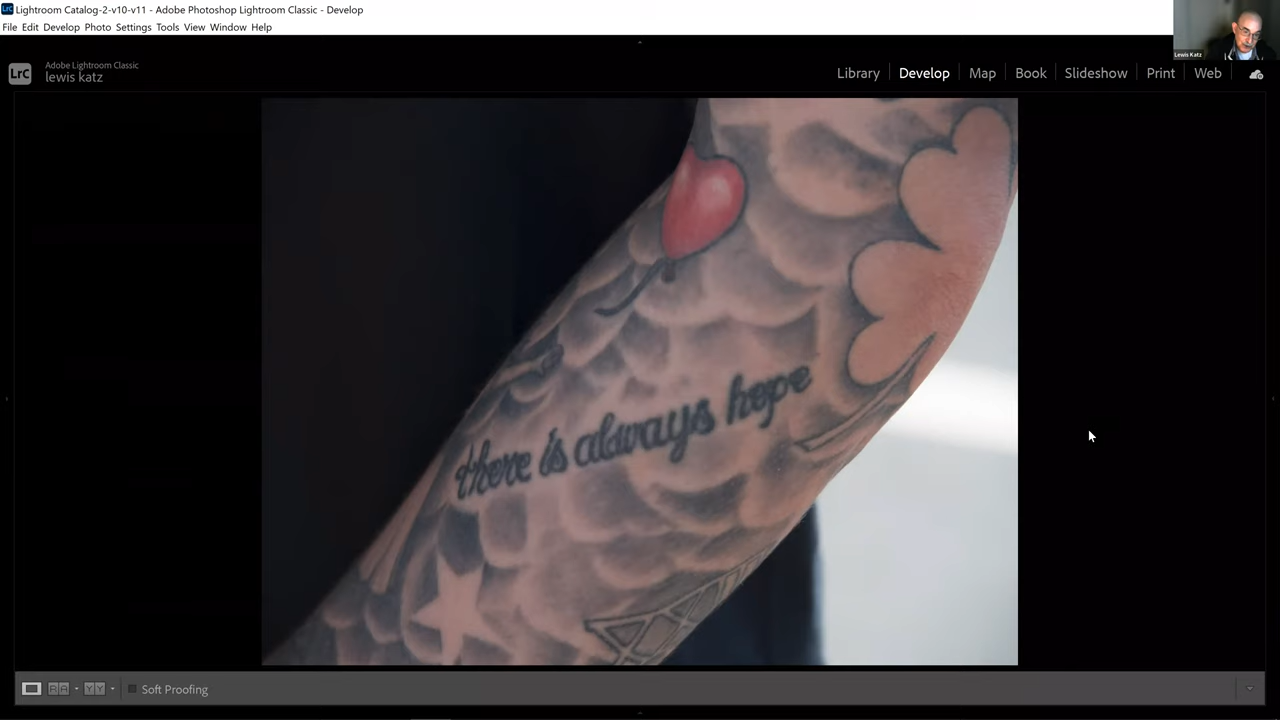 Lightroom Catalog-2-v10-v11 - Adobe Photoshop Lightroom Classic - Develop
File Edit Develop Photo Settings Tools View Window Help
Lewis Katz
LrC
Adobe Lightroom Classic
lewis katz
Library Develop Map Book Slideshow Print Web
there is always hope
Soft Proofing